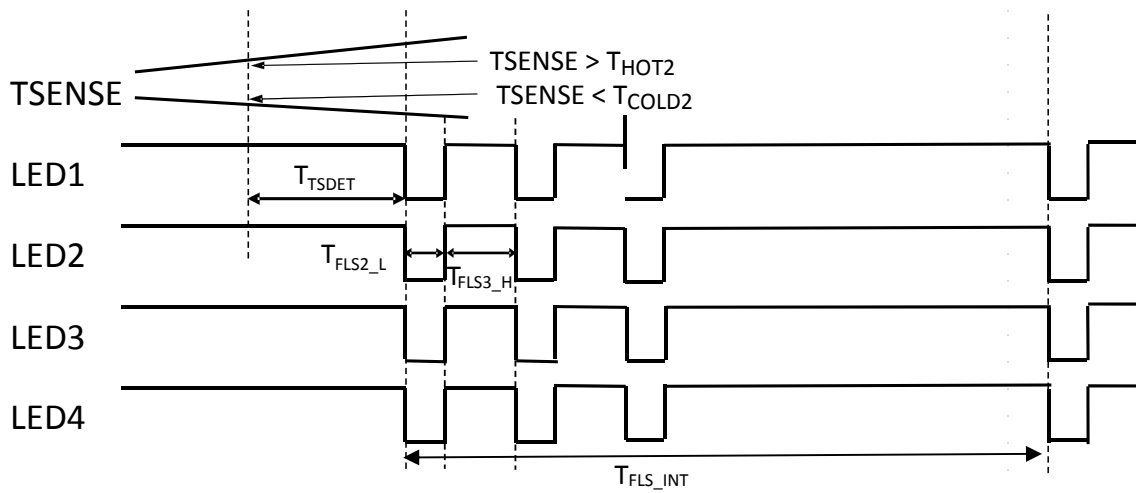 TSENSE > THOT2
TSENSE
TSENSE < TCOLD2
LED1
TTSDET
LED2
TFLS2_L
TFLS3_H
LED3
LED4
TFLS_INT